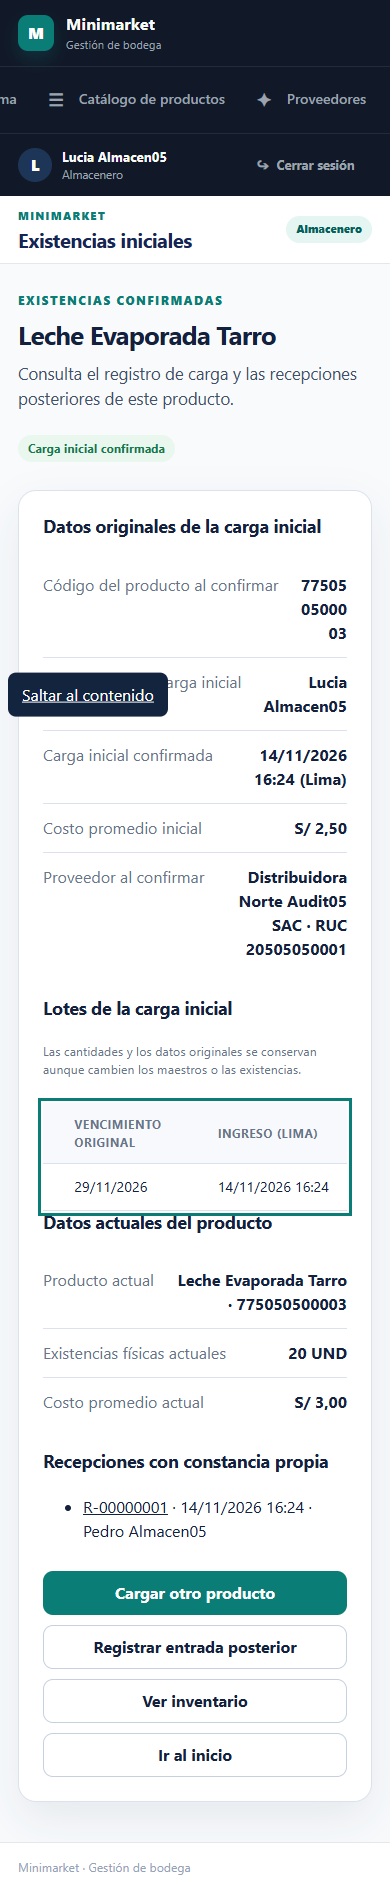 M
Minimarket
Gestión de bodega
ma
☰ Catálogo de productos
✦ Proveedores
L
Lucia Almacen05
Almacenero
↪ Cerrar sesión
MINIMARKET
Existencias iniciales
Almacenero
EXISTENCIAS CONFIRMADAS
Leche Evaporada Tarro
Consulta el registro de carga y las recepciones
posteriores de este producto.
Carga inicial confirmada
Datos originales de la carga inicial
Código del producto al confirmar
77505
05000
03
Saltar al contenido
arga inicial
Lucia
Almacen05
Carga inicial confirmada
14/11/2026
16:24 (Lima)
Costo promedio inicial
S/ 2,50
Proveedor al confirmar
Distribuidora
Norte Audit05
SAC · RUC
20505050001
Lotes de la carga inicial
Las cantidades y los datos originales se conservan
aunque cambien los maestros o las existencias.
VENCIMIENTO
ORIGINAL
INGRESO (LIMA)
29/11/2026
14/11/2026 16:24
Datos actuales del producto
Producto actual
Leche Evaporada Tarro
· 775050500003
Existencias físicas actuales
20 UND
Costo promedio actual
S/ 3,00
Recepciones con constancia propia
• R-00000001 · 14/11/2026 16:24 ·
Pedro Almacen05
Cargar otro producto
Registrar entrada posterior
Ver inventario
Ir al inicio
Minimarket · Gestión de bodega